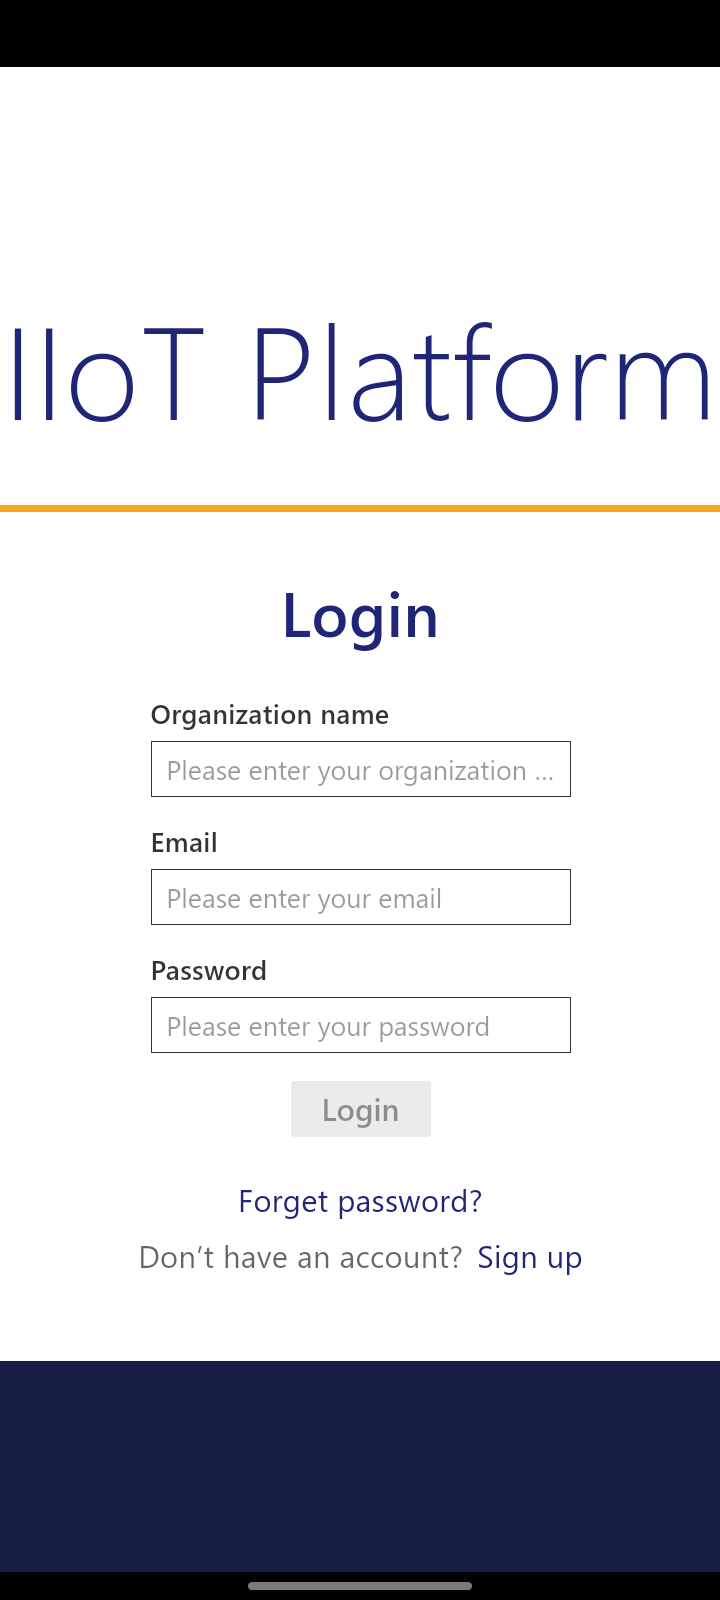 IIoT Platform
Login
Organization name
Please enter your organization ...
Email
Please enter your email
Password
Please enter your password
Login
Forget password?
Don’t have an account? Sign up